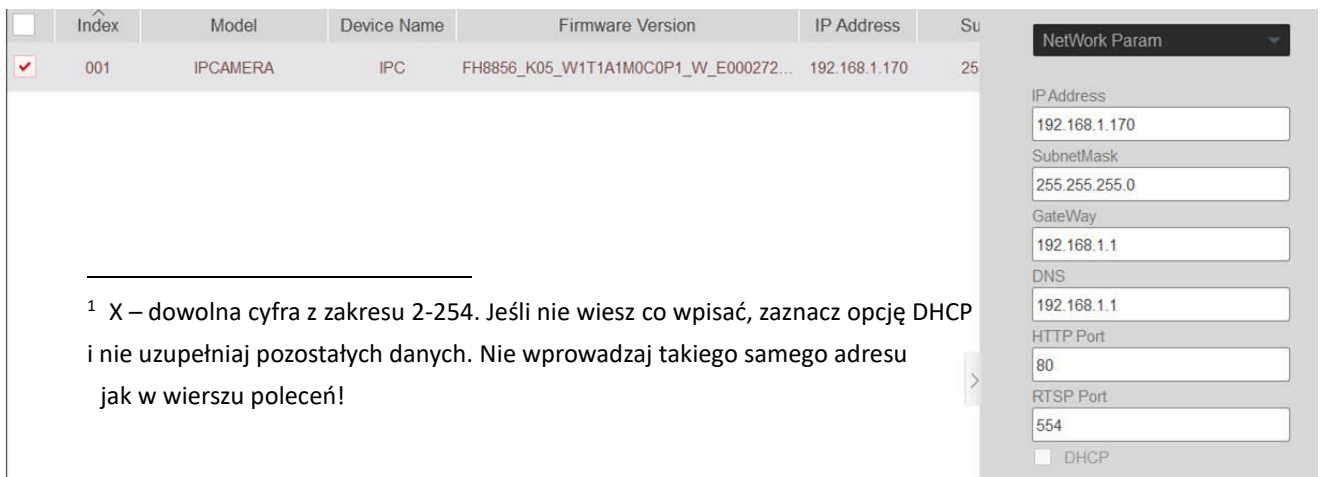 Index Model Device Name Firmware Version IP Address Su
001 IPCAMERA IPC FH8856_K05_W1T1A1M0C0P1_W_E000272... 192.168.1.170 25
NetWork Param
IP Address
192.168.1.170
SubnetMask
255.255.255.0
GateWay
192.168.1.1
DNS
192.168.1.1
HTTP Port
80
RTSP Port
554
DHCP
1 X – dowolna cyfra z zakresu 2-254. Jeśli nie wiesz co wpisać, zaznacz opcję DHCP
i nie uzupełniaj pozostałych danych. Nie wprowadzaj takiego samego adresu
jak w wierszu poleceń!